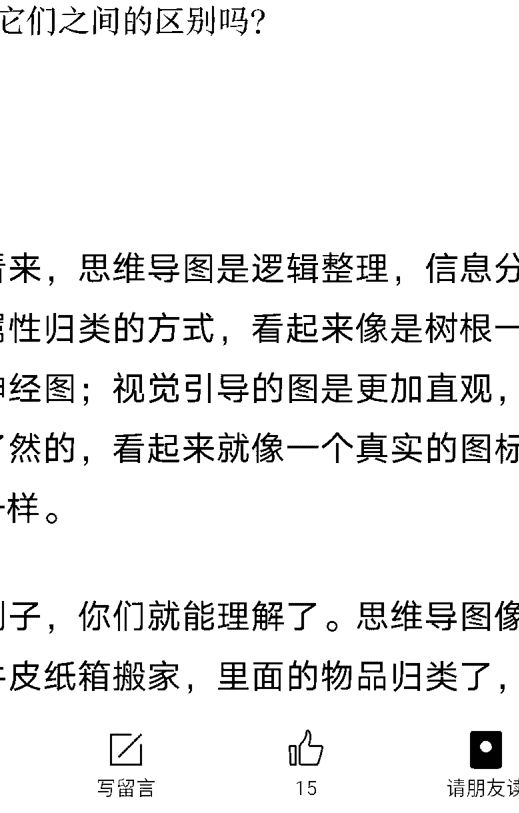 它们之间的区别吗？
看来，思维导图是逻辑整理，信息分
属性归类的方式，看起来像是树根一
神经图；视觉引导的图是更加直观，
了然的，看起来就像一个真实的图标
一样。
例子，你们就能理解了。思维导图像
牛皮纸箱搬家，里面的物品归类了，
写留言
15
请朋友读